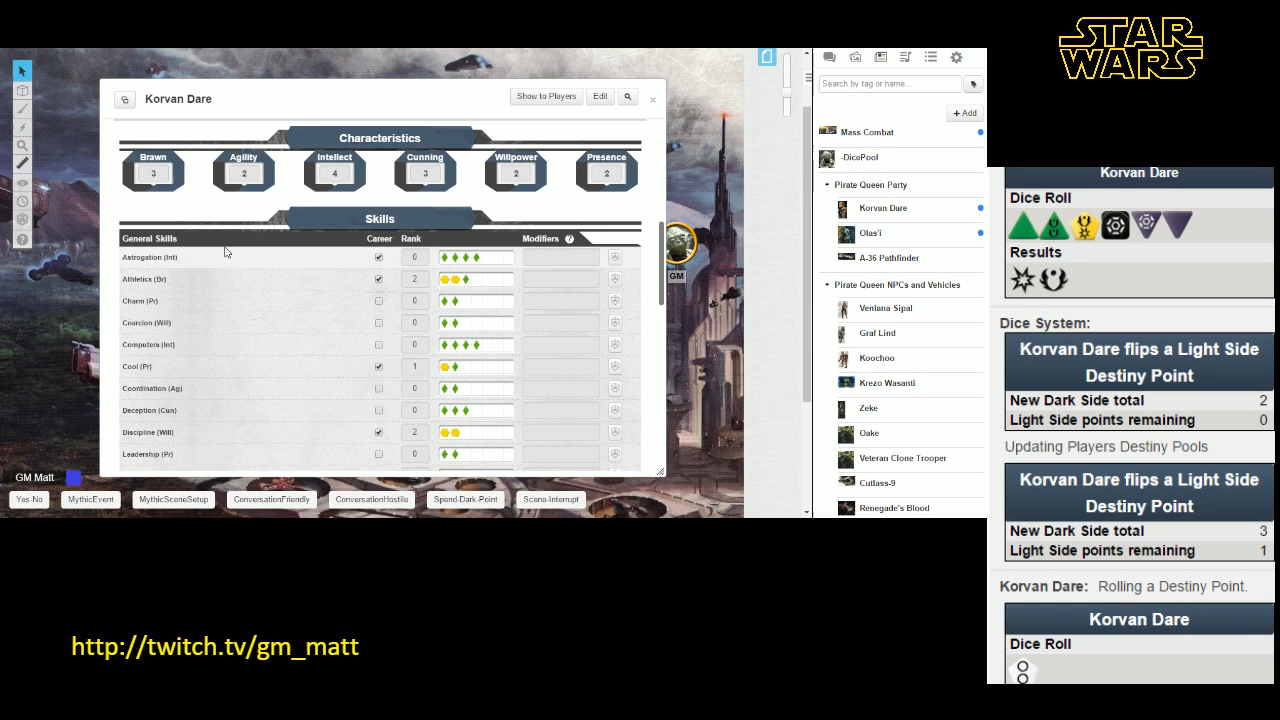 STAR
WARS
Korvan Dare
Show to Players
Edit
Characteristics
Brawn
Agility
Intellect
Cunning
Willpower
Presence
3
2
4
3
2
2
Skills
General Skills Career Rank Modifiers ?
Astrogation (Int) 0
Athletics (Br) 2
Charm (Pr) 0
Coercion (Will) 0
Computers (Int) 0
Cool (Pr) 1
Coordination (Ag) 0
Deception (Cun) 0
Discipline (Will) 2
Leadership (Pr) 0
GM
GM Matt
Yes-No
MythicEvent
MythicSceneSetup
ConversationFriendly
ConversationHostile
Spend-Dark-Point
Scene-Interrupt
Search by tag or name...
+ Add
Mass Combat
-DicePool
Pirate Queen Party
Korvan Dare
Olas'i
A-36 Pathfinder
Pirate Queen NPCs and Vehicles
Venlana Sipal
Graf Lind
Koochoo
Krezo Wasanti
Zeke
Oake
Veteran Clone Trooper
Cutlass-9
Renegade's Blood
Korvan Dare
Dice Roll
Results
Dice System:
Korvan Dare flips a Light Side
Destiny Point
New Dark Side total 2
Light Side points remaining 0
Updating Players Destiny Pools
Korvan Dare flips a Light Side
Destiny Point
New Dark Side total 3
Light Side points remaining 1
Korvan Dare: Rolling a Destiny Point.
Korvan Dare
Dice Roll
http://twitch.tv/gm_matt